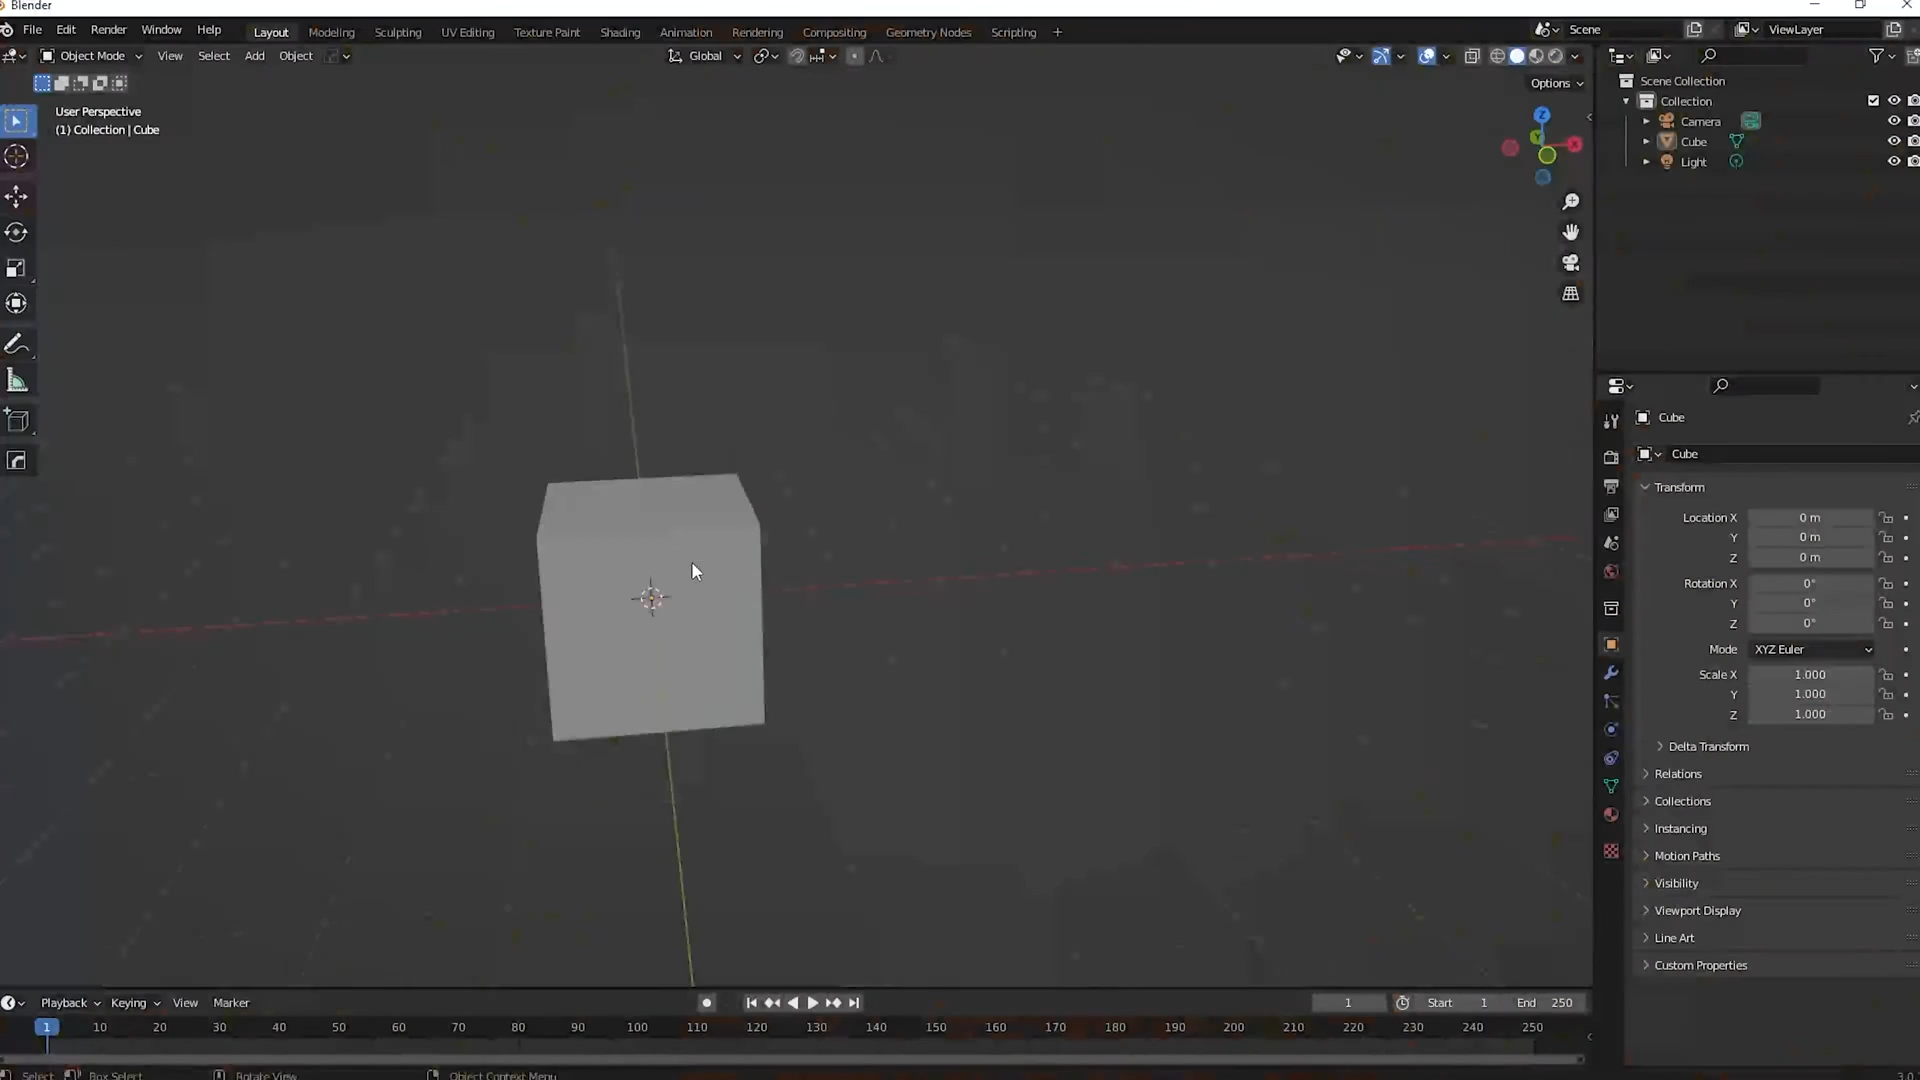 Blender
File Edit Render Window Help Layout Modeling Sculpting UV Editing Texture Paint Shading Animation Rendering Compositing Geometry Nodes Scripting + Scene ViewLayer
Object Mode View Select Add Object Global
Options
User Perspective
(1) Collection | Cube
Z
Y
X
Scene Collection
Collection
Camera
Cube
Light
Cube
Cube
Transform
Location X 0 m
Y 0 m
Z 0 m
Rotation X 0°
Y 0°
Z 0°
Mode XYZ Euler
Scale X 1.000
Y 1.000
Z 1.000
Delta Transform
Relations
Collections
Instancing
Motion Paths
Visibility
Viewport Display
Line Art
Custom Properties
Playback Keying View Marker 1 Start 1 End 250
1 10 20 30 40 50 60 70 80 90 100 110 120 130 140 150 160 170 180 190 200 210 220 230 240 250
Select Box Select Rotate View Object Context Menu 3.0